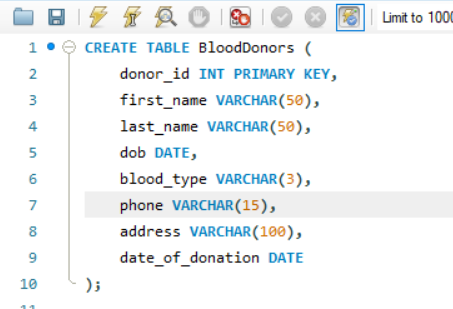 Limit to 1000
1 CREATE TABLE BloodDonors (
2 donor_id INT PRIMARY KEY,
3 first_name VARCHAR(50),
4 last_name VARCHAR(50),
5 dob DATE,
6 blood_type VARCHAR(3),
7 phone VARCHAR(15),
8 address VARCHAR(100),
9 date_of_donation DATE
10 );
11